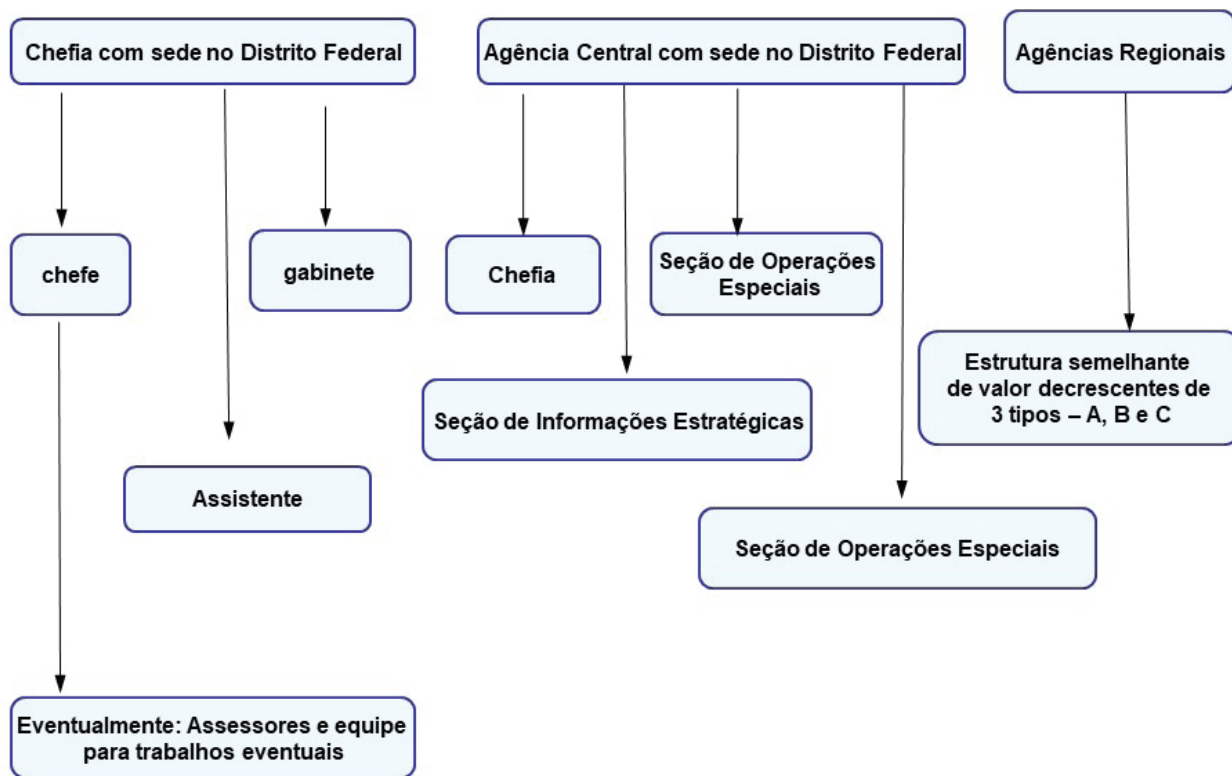 Chefia com sede no Distrito Federal
Agência Central com sede no Distrito Federal
Agências Regionais
chefe
gabinete
Chefia
Seção de Operações
Especiais
Estrutura semelhante
de valor decrescentes de
3 tipos – A, B e C
Seção de Informações Estratégicas
Assistente
Seção de Operações Especiais
Eventualmente: Assessores e equipe
para trabalhos eventuais